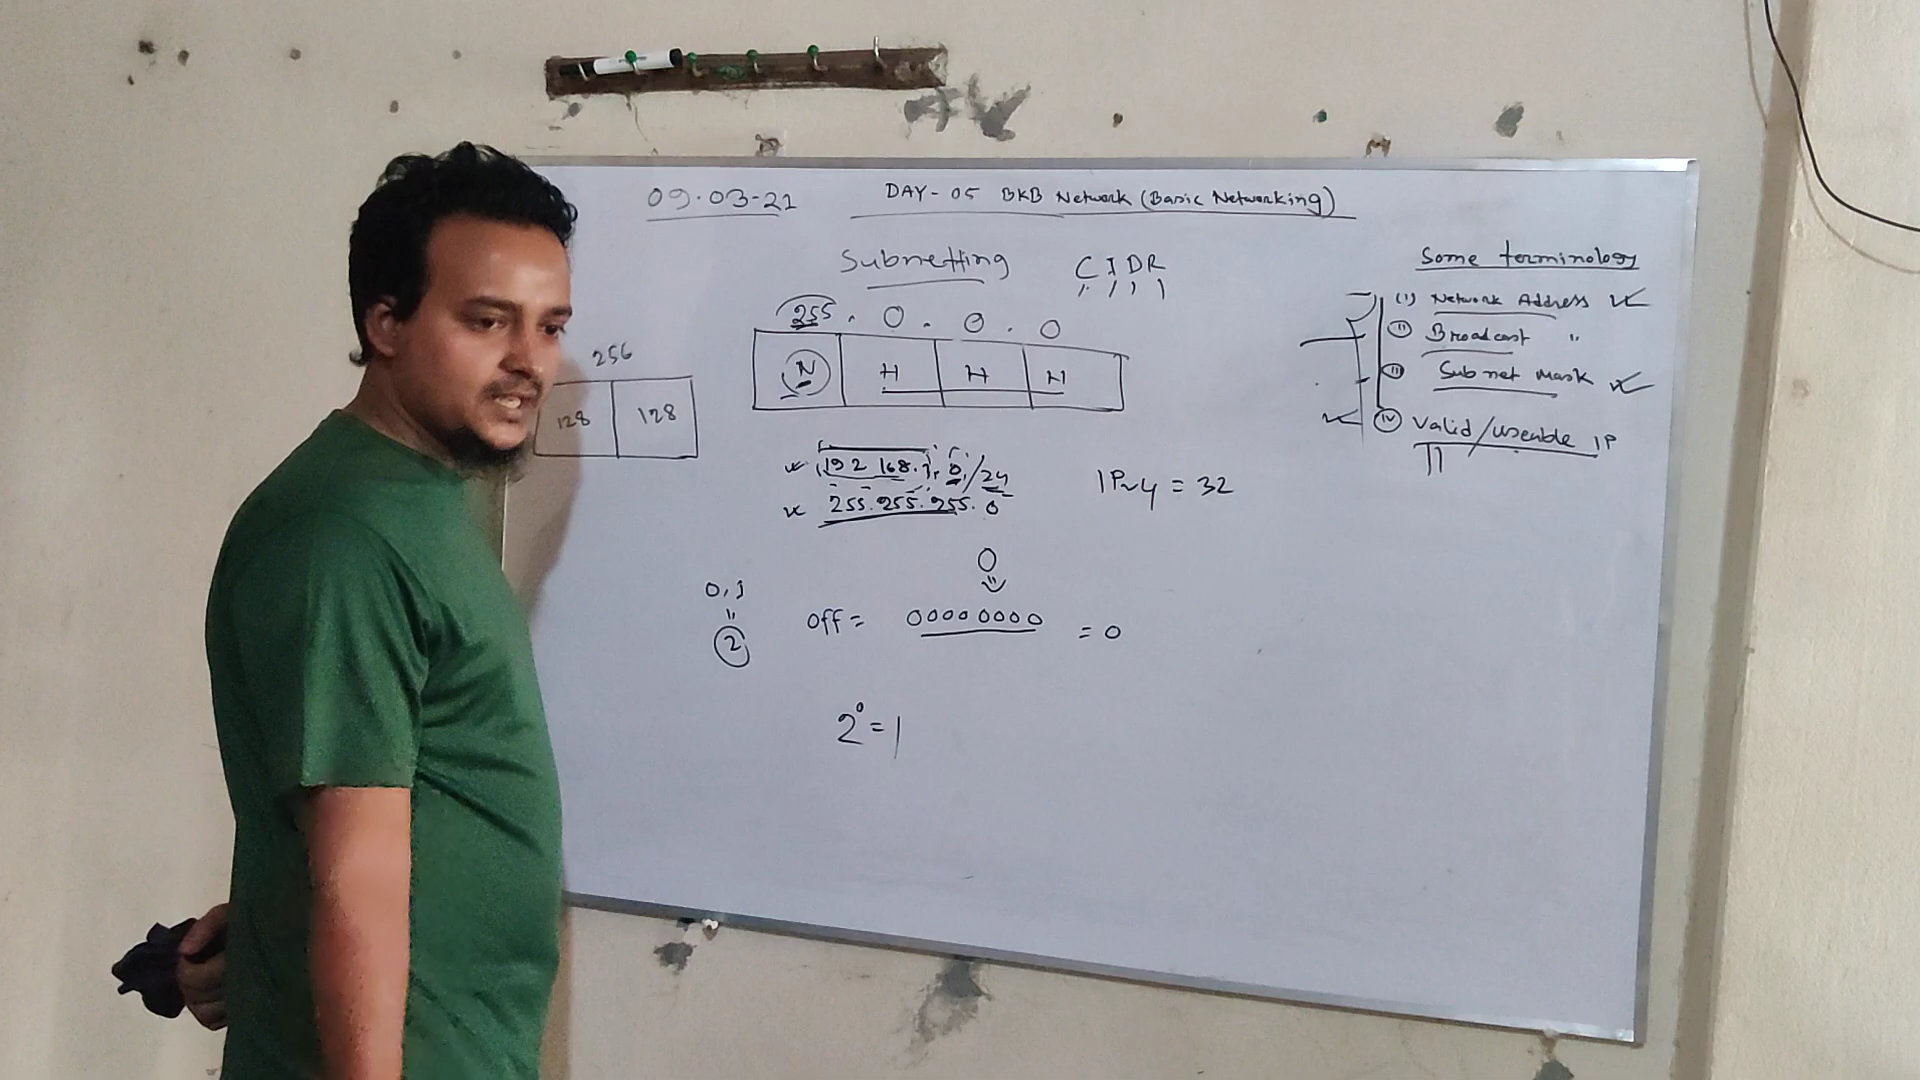 09.03-21
DAY-05 BKB Network (Basic Networking)
Subnetting
CIDR
255.0.0.0
N H H H
256
128 128
192 168.1.0/24
255.255.255.0
IPv4 = 32
0
0,1
"
2
off = 00000000 = 0
2⁰=1
Some terminology
(i) Network Address
(ii) Broadcast "
(iii) Subnet Mask
(iv) Valid/useable IP